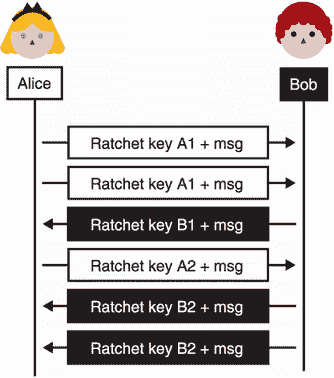 Alice
Bob
Ratchet key A1 + msg
Ratchet key A1 + msg
Ratchet key B1 + msg
Ratchet key A2 + msg
Ratchet key B2 + msg
Ratchet key B2 + msg